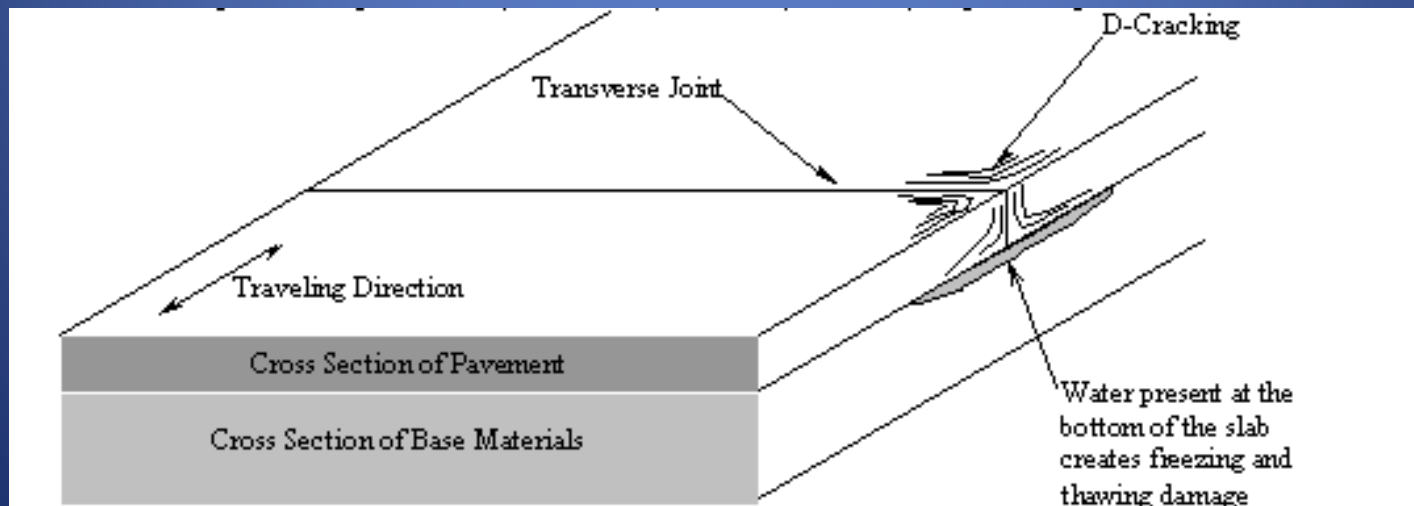 D-Cracking
Transverse Joint
Traveling Direction
Cross Section of Pavement
Cross Section of Base Materials
Water present at the
bottom of the slab
creates freezing and
thawing damage